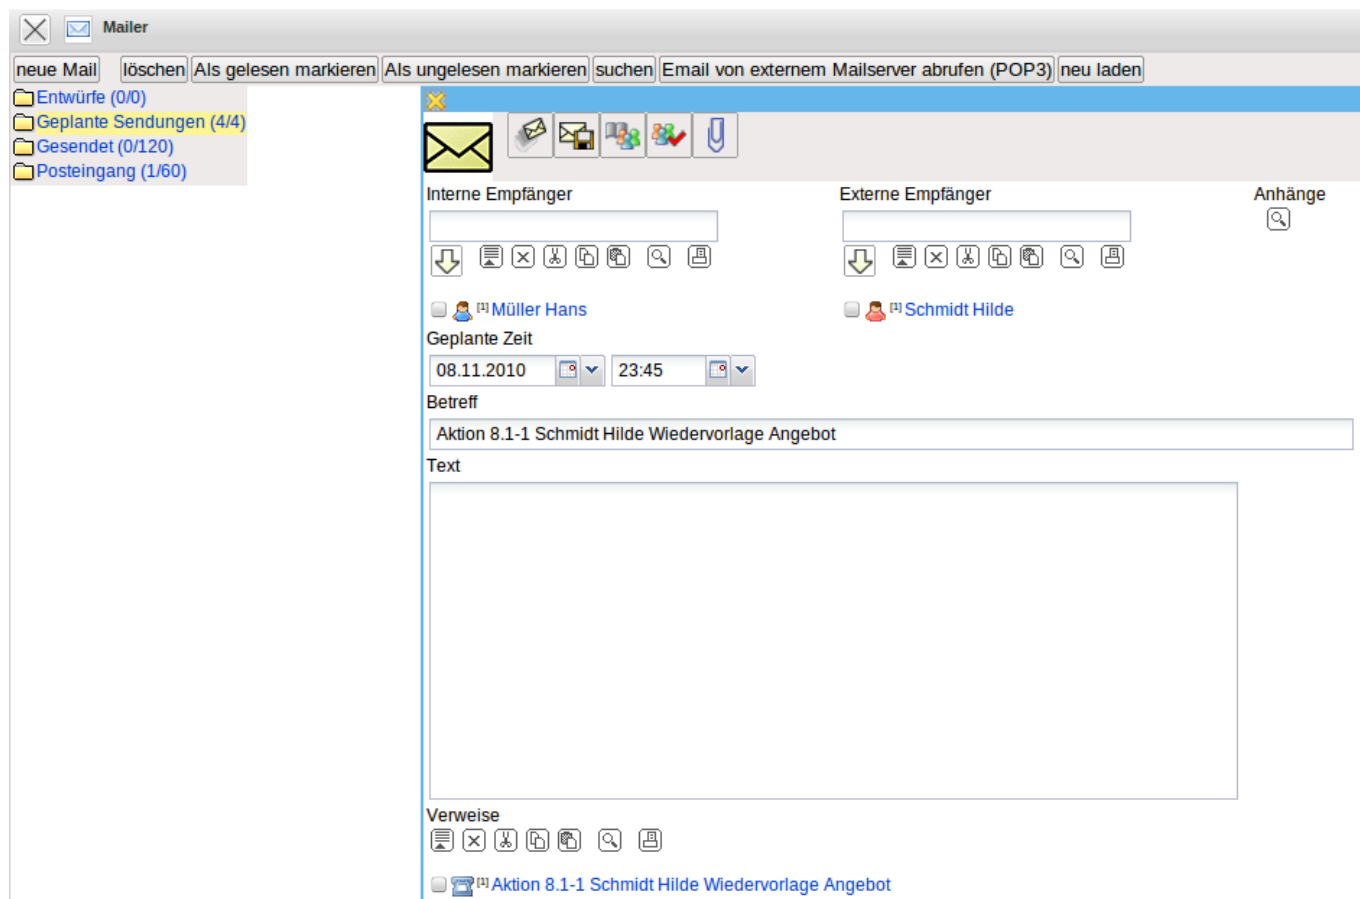 Mailer
neue Mail löschen Als gelesen markieren Als ungelesen markieren suchen Email von externem Mailserver abrufen (POP3) neu laden
Entwürfe (0/0)
Geplante Sendungen (4/4)
Gesendet (0/120)
Posteingang (1/60)
Interne Empfänger Externe Empfänger Anhänge
[1] Müller Hans [1] Schmidt Hilde
Geplante Zeit
08.11.2010 23:45
Betreff
Aktion 8.1-1 Schmidt Hilde Wiedervorlage Angebot
Text
Verweise
[1] Aktion 8.1-1 Schmidt Hilde Wiedervorlage Angebot